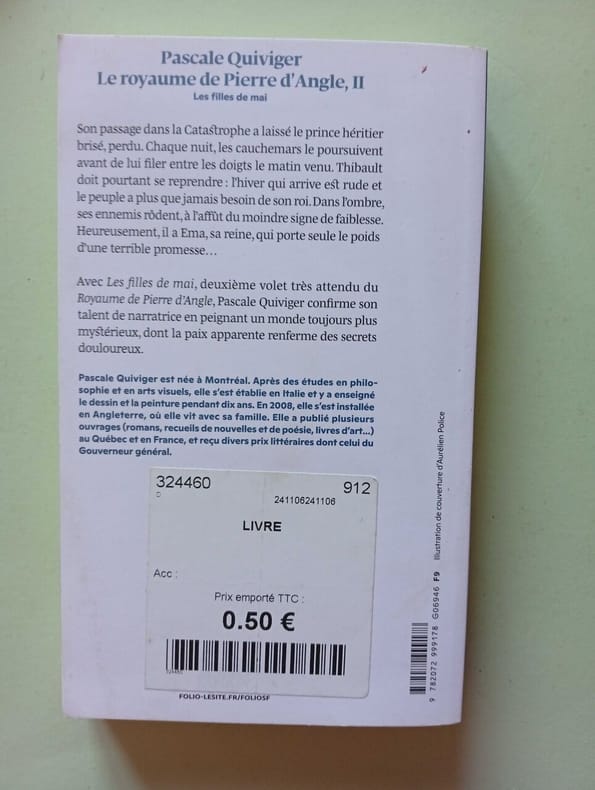 Pascale Quiviger
Le royaume de Pierre d'Angle, II
Les filles de mai
Son passage dans la Catastrophe a laissé le prince héritier
brisé, perdu. Chaque nuit, les cauchemars le poursuivent
avant de lui filer entre les doigts le matin venu. Thibault
doit pourtant se reprendre : l'hiver qui arrive est rude et
le peuple a plus que jamais besoin de son roi. Dans l'ombre,
ses ennemis rôdent, à l'affût du moindre signe de faiblesse.
Heureusement, il a Ema, sa reine, qui porte seule le poids
d'une terrible promesse…
Avec Les filles de mai, deuxième volet très attendu du
Royaume de Pierre d'Angle, Pascale Quiviger confirme son
talent de narratrice en peignant un monde toujours plus
mystérieux, dont la paix apparente renferme des secrets
douloureux.
Pascale Quiviger est née à Montréal. Après des études en philo-
sophie et en arts visuels, elle s'est établie en Italie et y a enseigné
le dessin et la peinture pendant dix ans. En 2008, elle s'est installée
en Angleterre, où elle vit avec sa famille. Elle a publié plusieurs
ouvrages (romans, recueils de nouvelles et de poésie, livres d'art…)
au Québec et en France, et reçu divers prix littéraires dont celui du
Gouverneur général.
324460
912
241106241106
LIVRE
Acc :
Prix emporté TTC :
0.50 €
324460
FOLIO-LESITE.FR/FOLIOSF
9 782072 999178 G06946 F9
Illustration de couverture d'Aurélien Police